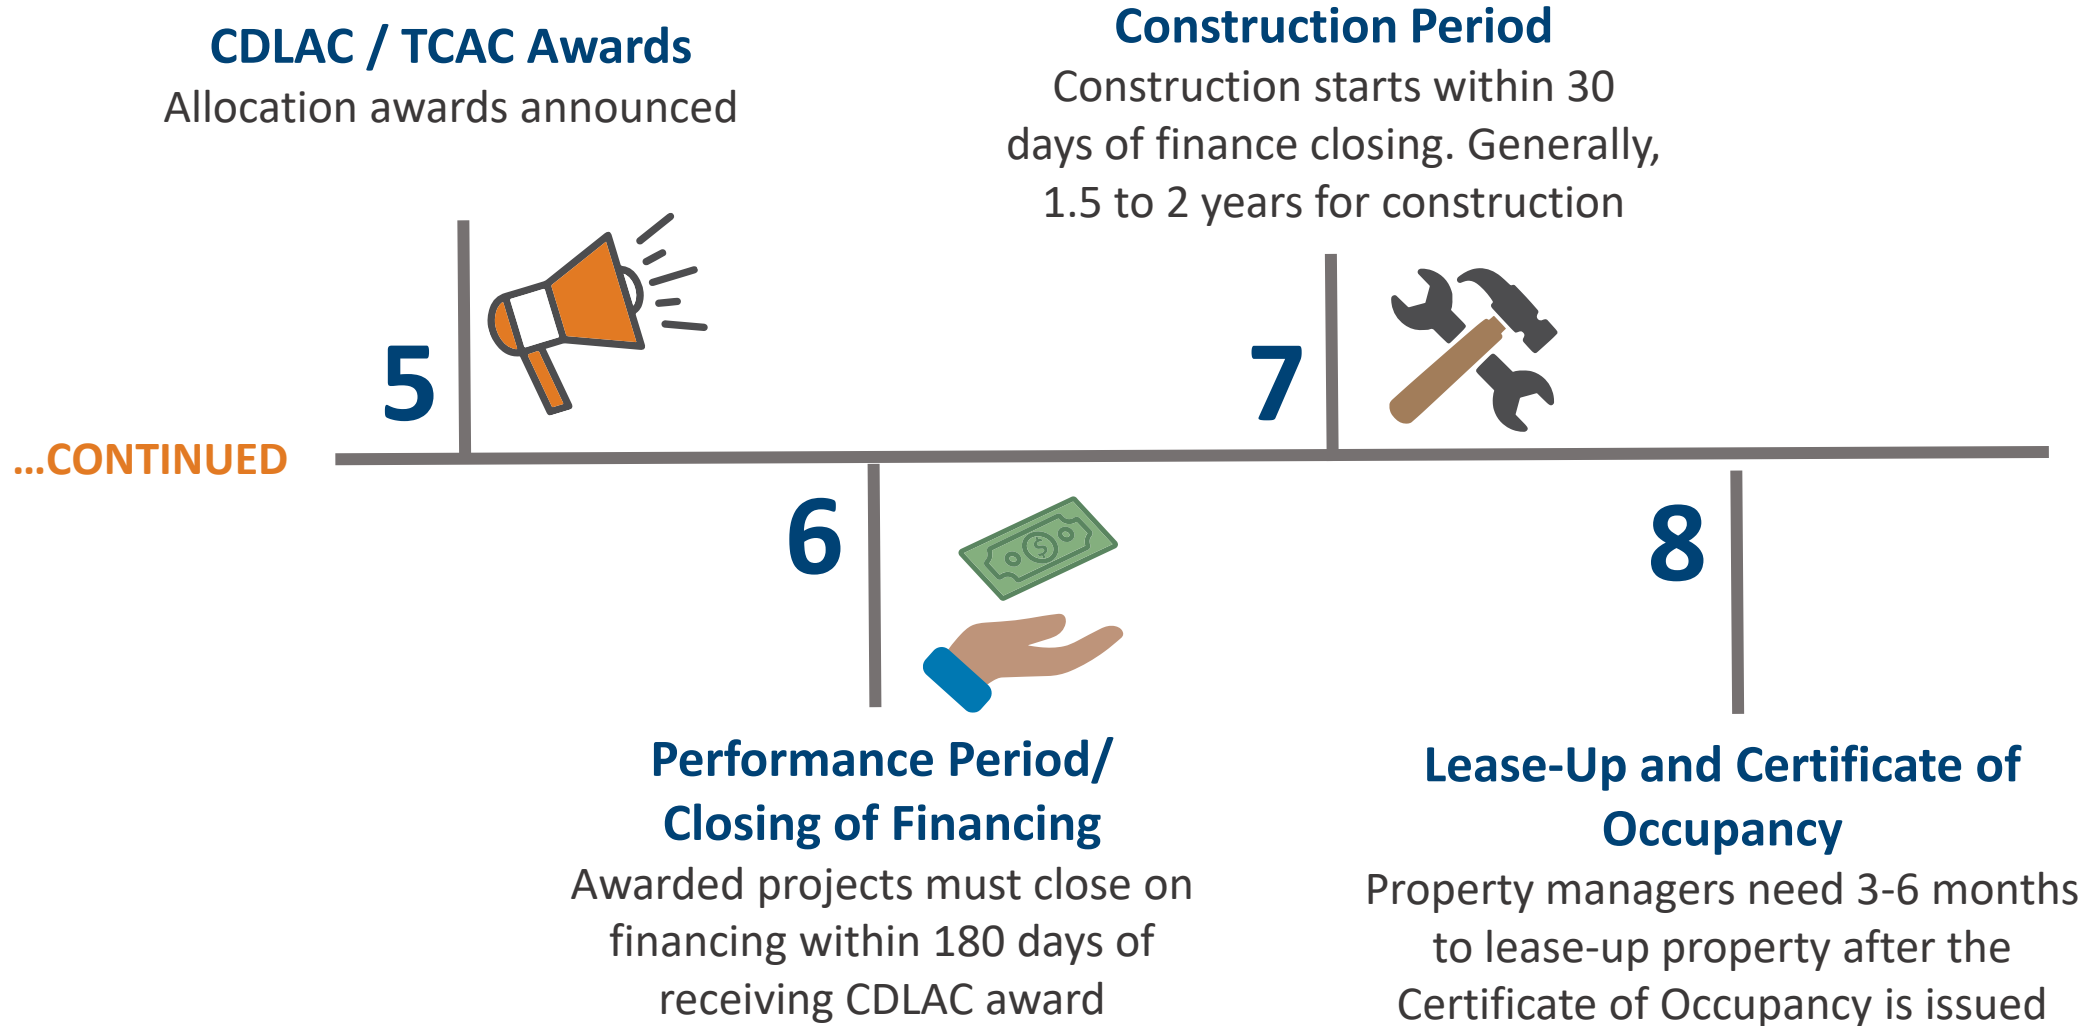 CDLAC / TCAC Awards
Allocation awards announced
5
Construction Period
Construction starts within 30
days of finance closing. Generally,
1.5 to 2 years for construction
7
...CONTINUED
6
$
Performance Period/
Closing of Financing
Awarded projects must close on
financing within 180 days of
receiving CDLAC award
8
Lease-Up and Certificate of
Occupancy
Property managers need 3-6 months
to lease-up property after the
Certificate of Occupancy is issued